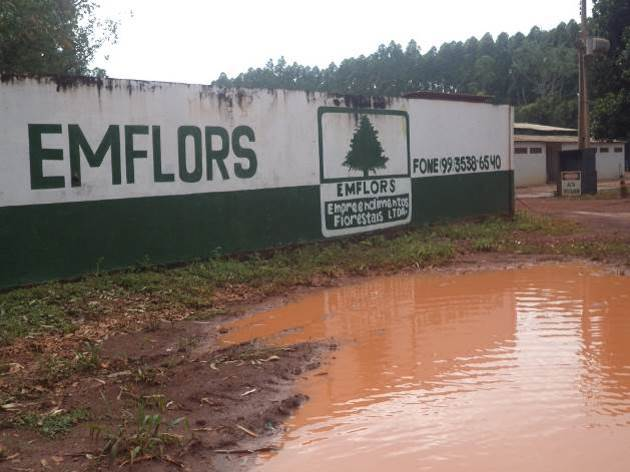 EMFLORS
EMFLORS
Empreendimentos
Florestais LTDA.
FONE (99) 3538-6540